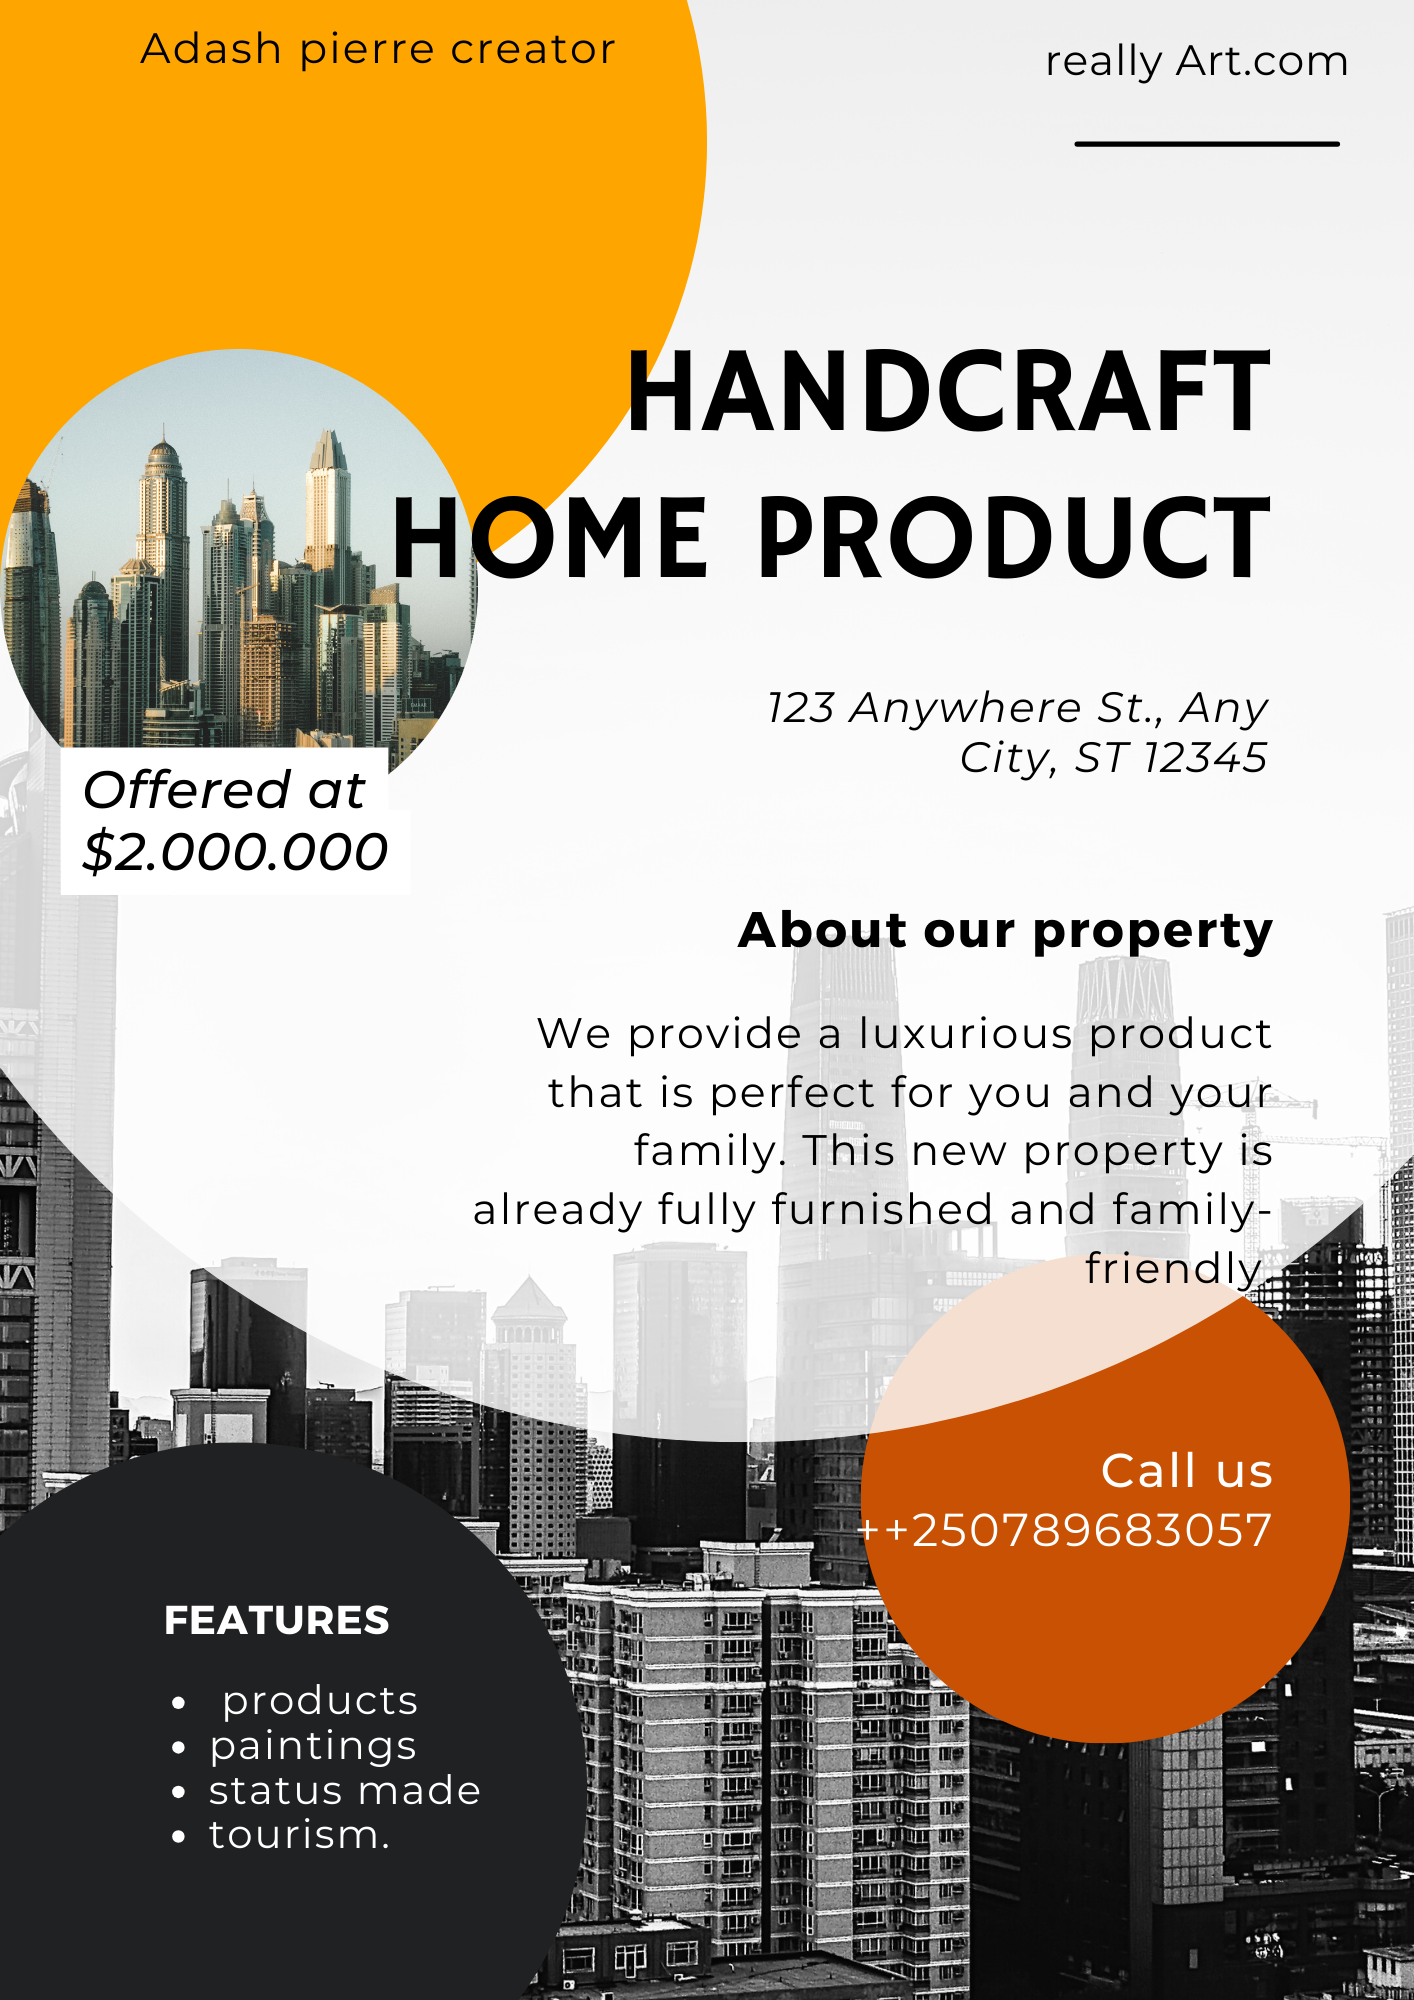 Adash pierre creator
really Art.com
HANDCRAFT
HOME PRODUCT
123 Anywhere St., Any
City, ST 12345
Offered at
$2.000.000
About our property
We provide a luxurious product
that is perfect for you and your
family. This new property is
already fully furnished and family-
friendly.
Call us
++250789683057
FEATURES
• products
• paintings
• status made
• tourism.